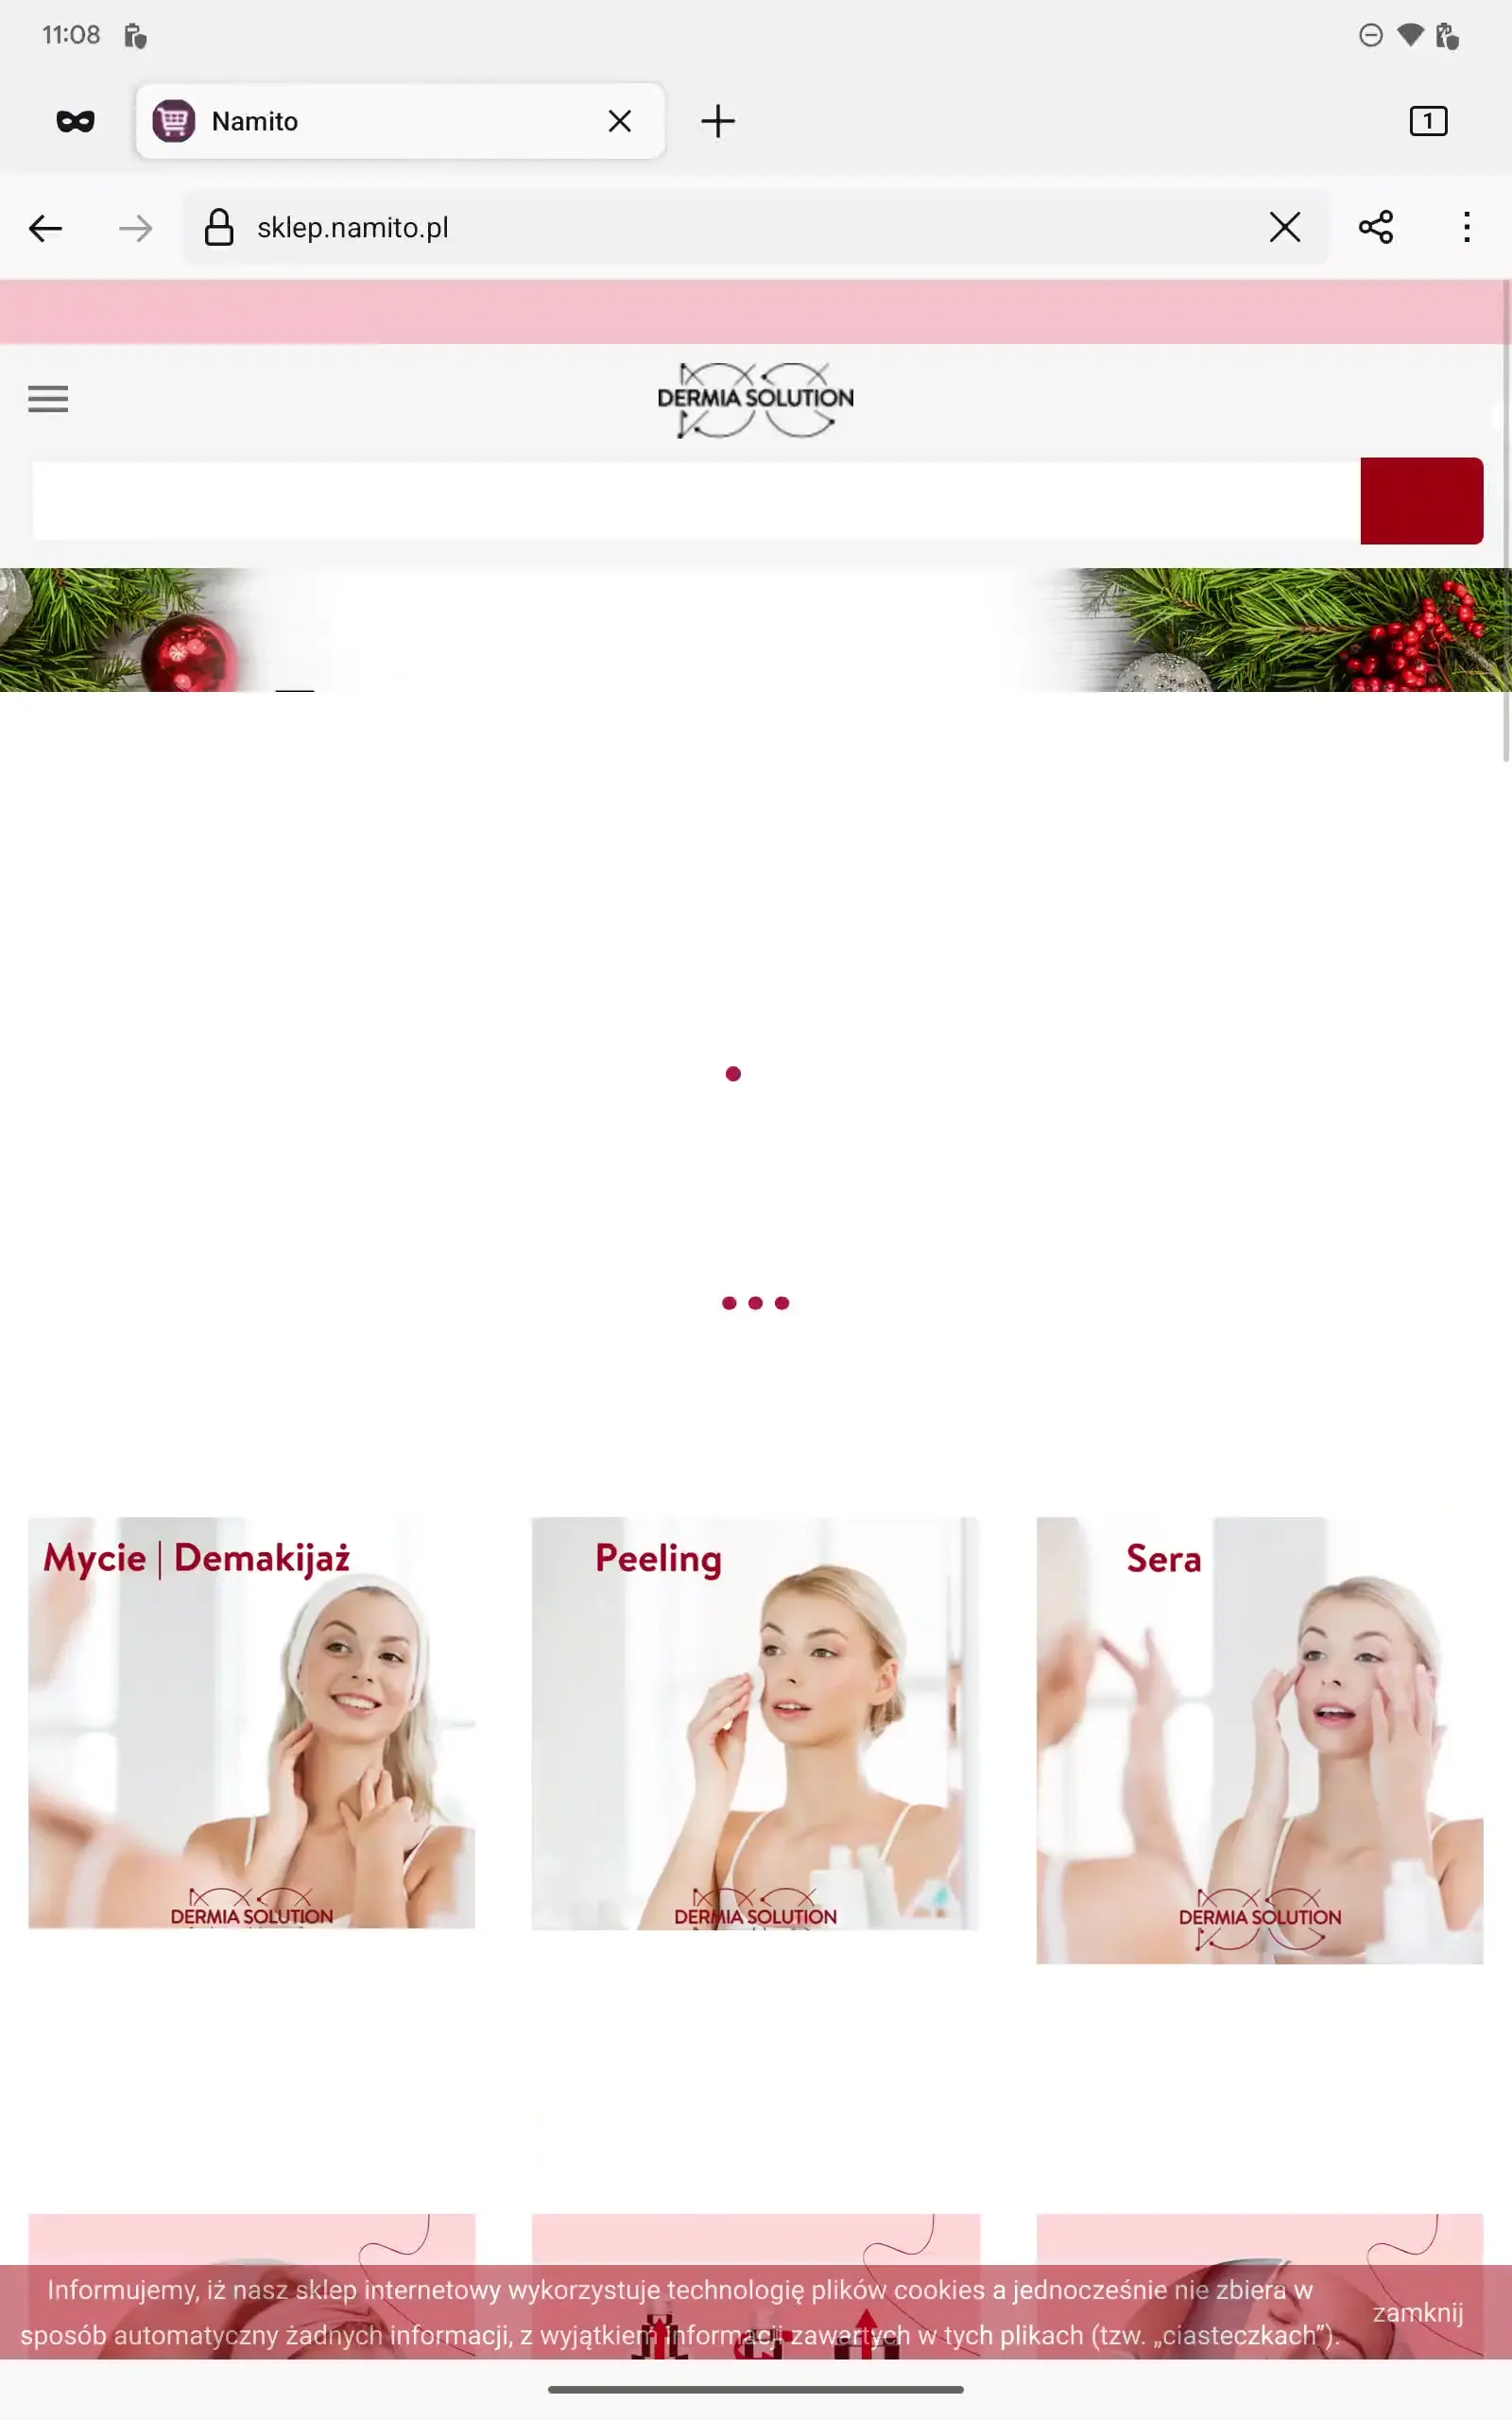 11:08
Namito
1
sklep.namito.pl
DERMIA SOLUTION
Mycie | Demakijaż
Peeling
Sera
DERMIA SOLUTION
DERMIA SOLUTION
DERMIA SOLUTION
Informujemy, iż nasz sklep internetowy wykorzystuje technologię plików cookies a jednocześnie nie zbiera w
sposób automatyczny żadnych informacji, z wyjątkiem informacji zawartych w tych plikach (tzw. „ciasteczkach”).
zamknij